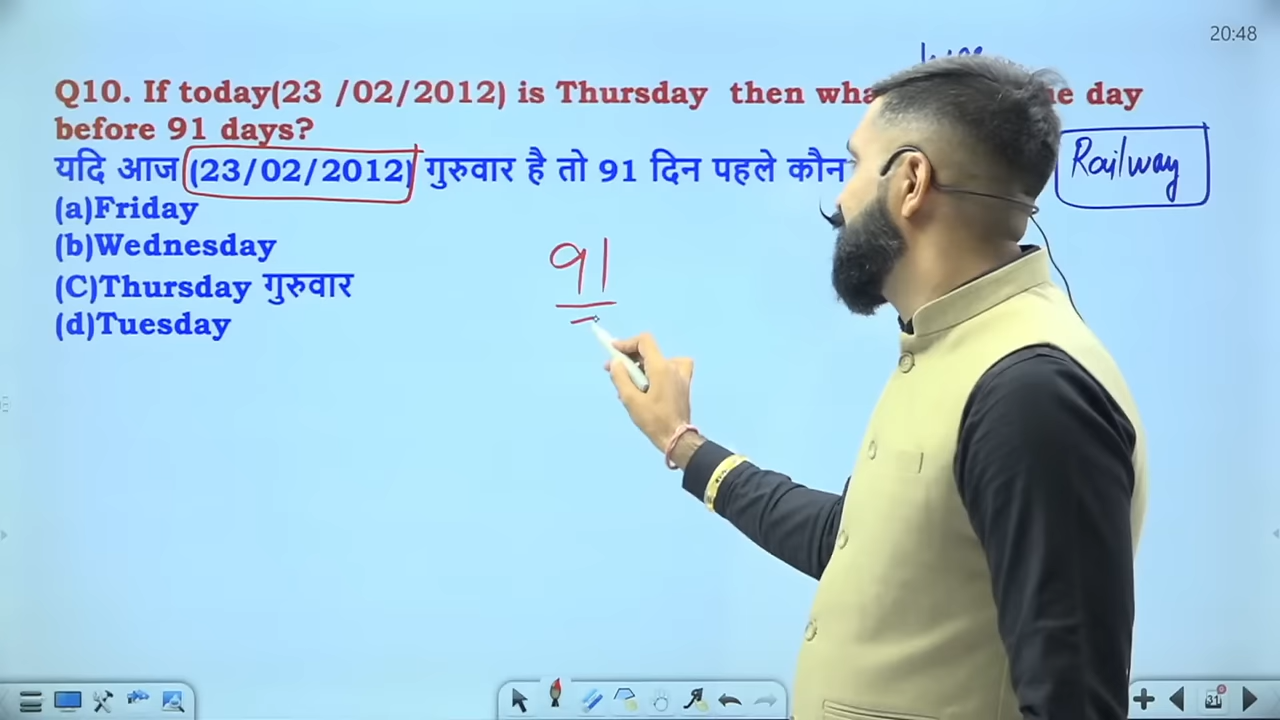 20:48
Q10. If today(23 /02/2012) is Thursday then day
before 91 days?
यदि आज (23/02/2012) गुरुवार है तो 91 दिन पहले कौन
Railway
(a)Friday
(b)Wednesday
91
(C)Thursday गुरुवार
(d)Tuesday